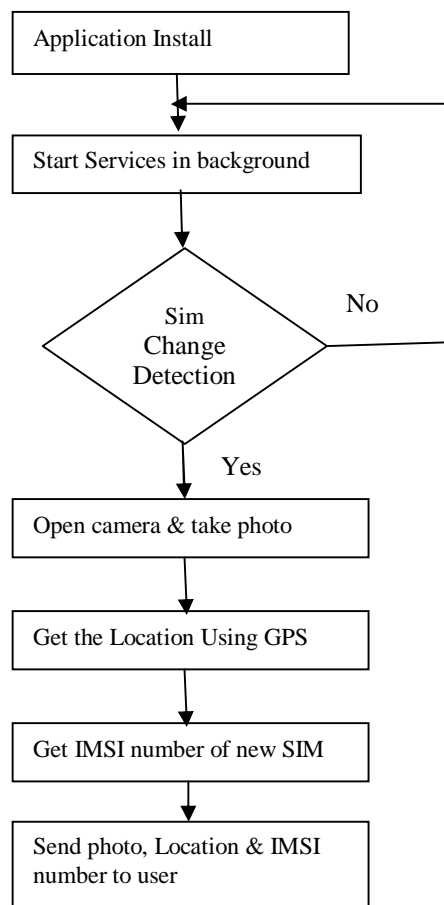 Application Install
Start Services in background
Sim
Change
Detection
No
Yes
Open camera & take photo
Get the Location Using GPS
Get IMSI number of new SIM
Send photo, Location & IMSI
number to user